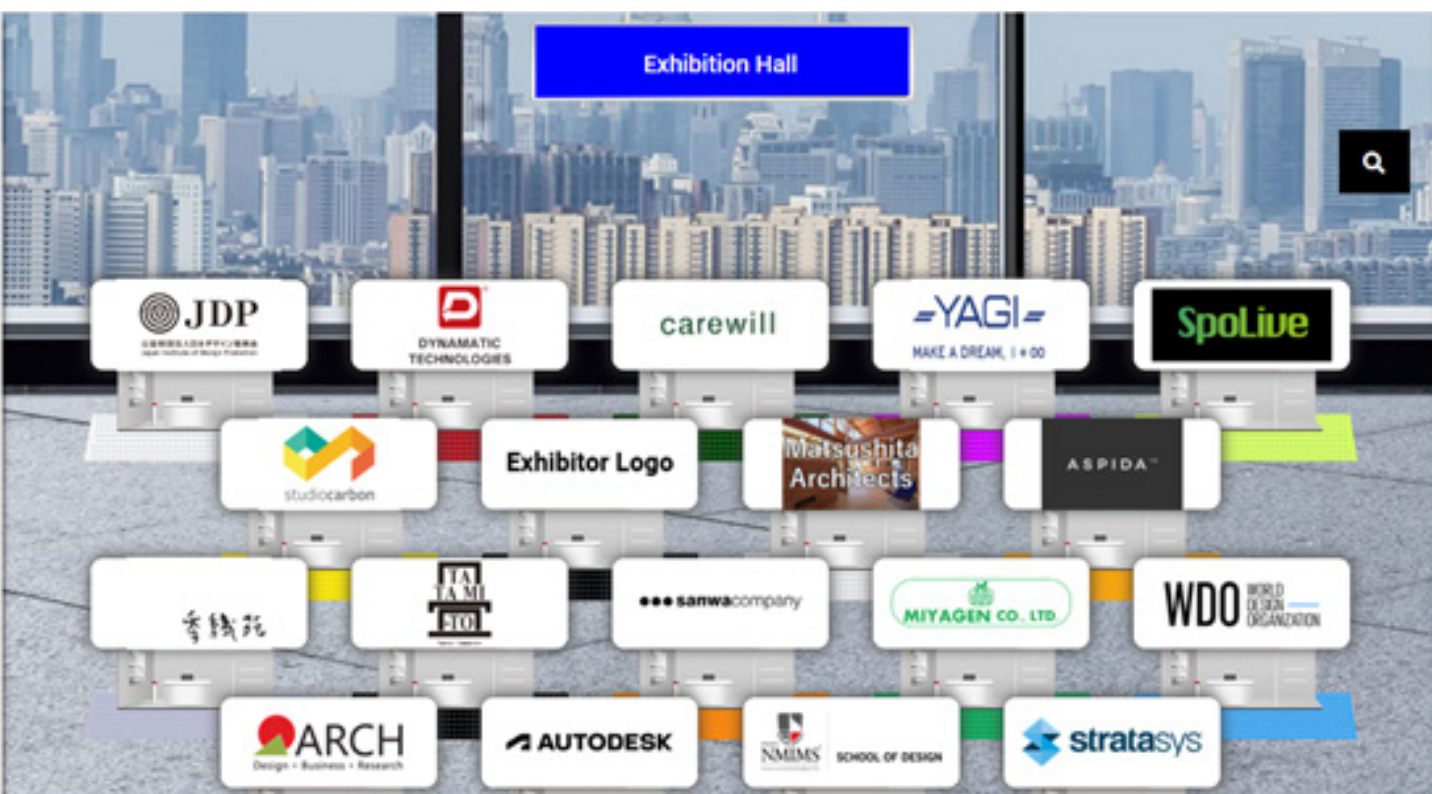 Exhibition Hall
JDP
Japan Institute of Design Promotion
DYNAMATIC
TECHNOLOGIES
carewill
YAGI
MAKE A DREAM, 1 + 00
SpoLive
studiocarbon
Exhibitor Logo
Matsushita
Architects
ASPIDA™
TA
TA MI
-TO
sanwacompany
MIYAGEN CO., LTD.
WDO WORLD
DESIGN
ORGANIZATION
ARCH
Design + Business + Research
AUTODESK
NMIMS SCHOOL OF DESIGN
stratasys